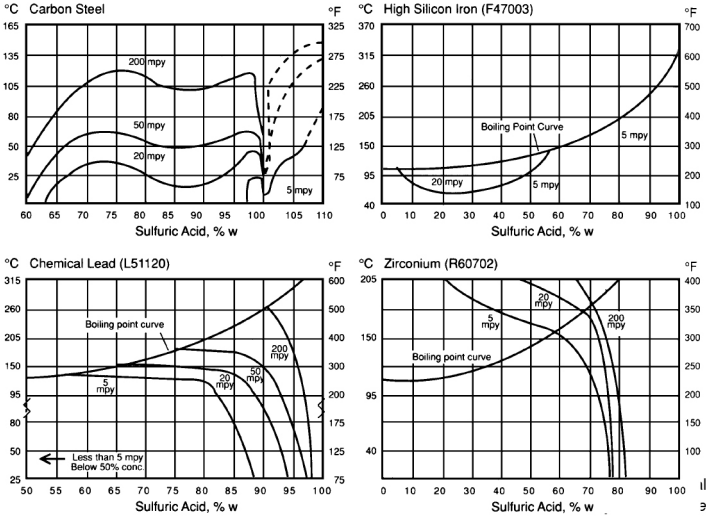 °C Carbon Steel °F
165 325
135 275
105 225
80 175
50 125
25 75
200 mpy
50 mpy
20 mpy
5 mpy
60 65 70 75 80 85 90 95 100 105 110
Sulfuric Acid, % w
°C High Silicon Iron (F47003) °F
370 700
315 600
260 500
205 400
150 300
95 200
40 100
Boiling Point Curve
5 mpy
20 mpy
5 mpy
0 10 20 30 40 50 60 70 80 90 100
Sulfuric Acid, % w
°C Chemical Lead (L51120) °F
315 600
260 500
205 400
150 300
95 200
80 175
50 125
25 75
Boiling point curve
200
mpy
50
mpy
20
mpy
5
mpy
Less than 5 mpy
Below 50% conc.
50 55 60 65 70 75 80 85 90 95 100
Sulfuric Acid, % w
°C Zirconium (R60702) °F
205 400
350
150 300
250
95 200
150
40 100
20
mpy
5
mpy
200
mpy
Boiling point curve
0 10 20 30 40 50 60 70 80 90 100
Sulfuric Acid, % w